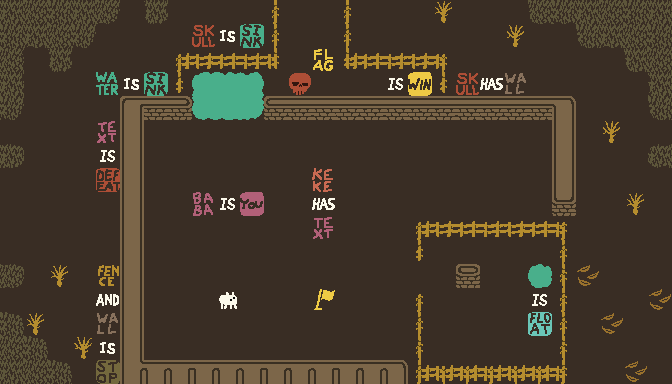 SKULL IS SINK
FLAG
WATER IS SINK
IS WIN
SKULL HAS WALL
TEXT
IS
DEFEAT
KEKE
HAS
TEXT
BABA IS YOU
FENCE
AND
WALL
IS
STOP
IS
FLOAT